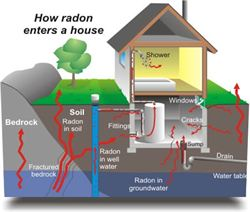 How radon
enters a house
Shower
Windows
Bedrock
Soil
Radon
in soil
Fittings
Cracks
Radon
in well
water
Sump
Fractured
bedrock
Drain
Water table
Radon in
groundwater